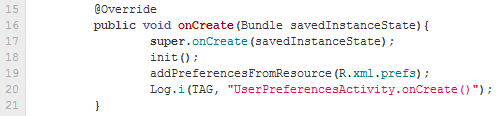 15 @Override
16 public void onCreate(Bundle savedInstanceState){
17 super.onCreate(savedInstanceState);
18 init();
19 addPreferencesFromResource(R.xml.prefs);
20 Log.i(TAG, "UserPreferencesActivity.onCreate()");
21 }